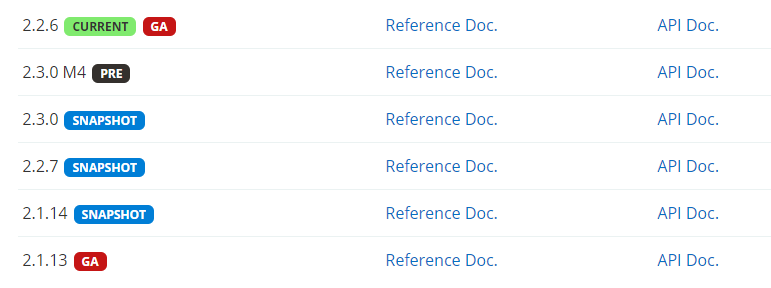 2.2.6 CURRENT GA Reference Doc. API Doc.
2.3.0 M4 PRE Reference Doc. API Doc.
2.3.0 SNAPSHOT Reference Doc. API Doc.
2.2.7 SNAPSHOT Reference Doc. API Doc.
2.1.14 SNAPSHOT Reference Doc. API Doc.
2.1.13 GA Reference Doc. API Doc.